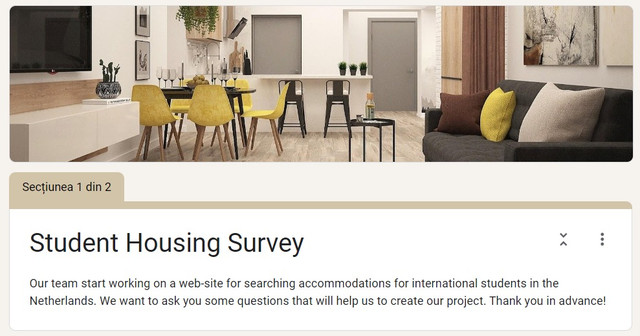 Secțiunea 1 din 2
Student Housing Survey
Our team start working on a web-site for searching accommodations for international students in the
Netherlands. We want to ask you some questions that will help us to create our project. Thank you in advance!